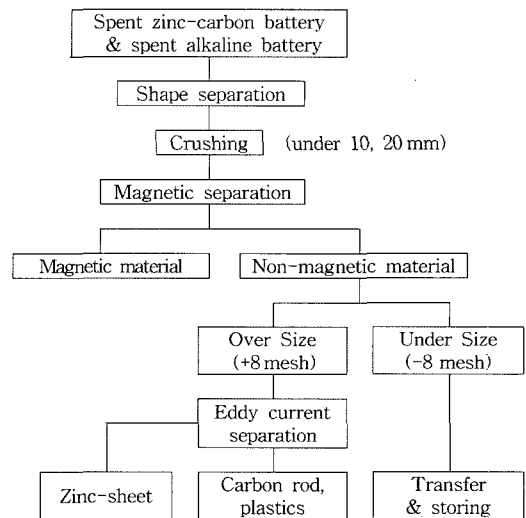 Spent zinc-carbon battery
& spent alkaline battery
Shape separation
Crushing (under 10, 20 mm)
Magnetic separation
Magnetic material Non-magnetic material
Over Size
(+8 mesh)
Under Size
(-8 mesh)
Eddy current
separation
Zinc-sheet
Carbon rod,
plastics
Transfer
& storing